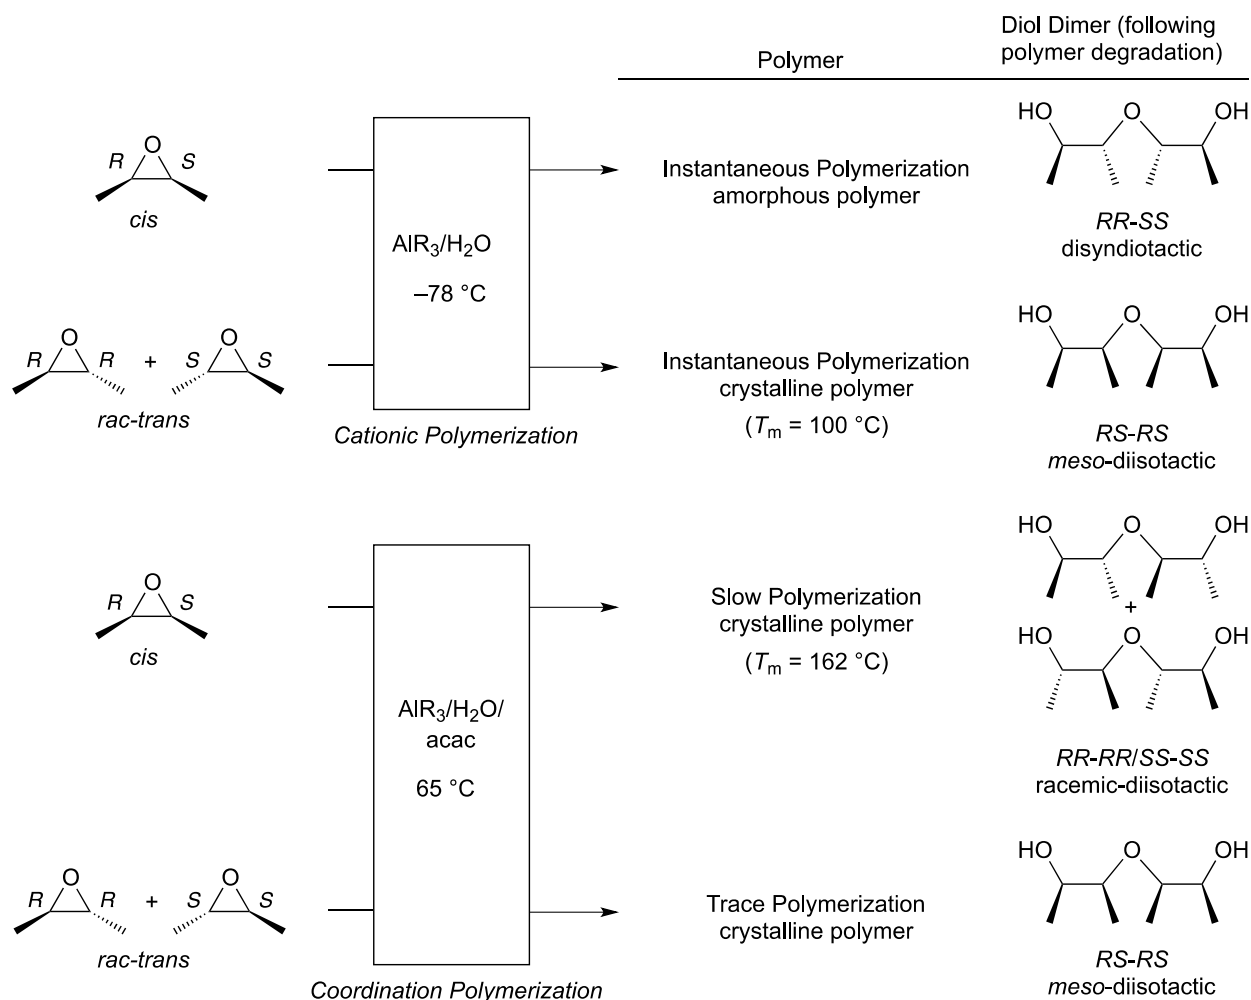 Polymer
Diol Dimer (following
polymer degradation)
R O S
cis
AlR3/H2O
–78 °C
Instantaneous Polymerization
amorphous polymer
HO O OH
RR-SS
disyndiotactic
R O R + S O S
rac-trans
Cationic Polymerization
Instantaneous Polymerization
crystalline polymer
(Tm = 100 °C)
HO O OH
RS-RS
meso-diisotactic
R O S
cis
AlR3/H2O/
acac
65 °C
Slow Polymerization
crystalline polymer
(Tm = 162 °C)
HO O OH
+
HO O OH
RR-RR/SS-SS
racemic-diisotactic
R O R + S O S
rac-trans
Coordination Polymerization
Trace Polymerization
crystalline polymer
HO O OH
RS-RS
meso-diisotactic